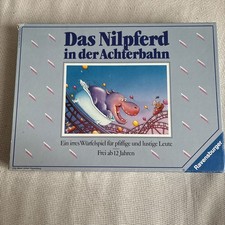 Das Nilpferd
in der Achterbahn
Ein irres Würfelspiel für pfiffige und lustige Leute
Frei ab 12 Jahren
Ravensburger